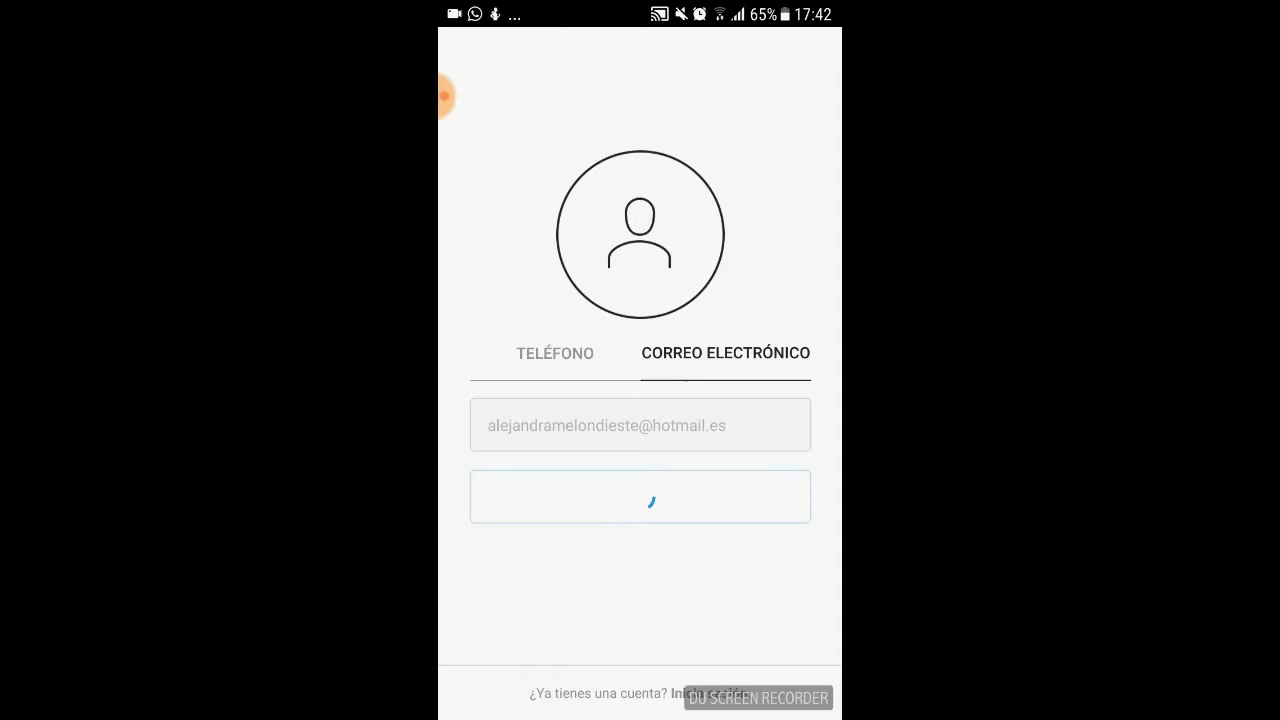 ... 65% 17:42
TELÉFONO CORREO ELECTRÓNICO
alejandramelondieste@hotmail.es
¿Ya tienes una cuenta?
DU SCREEN RECORDER